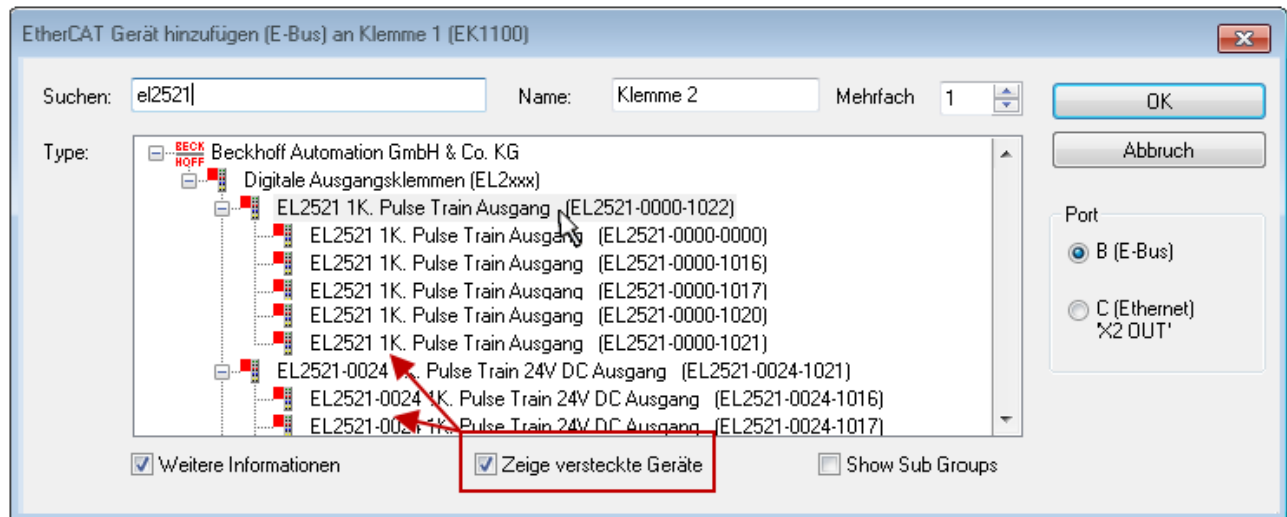 EtherCAT Gerät hinzufügen (E-Bus) an Klemme 1 (EK1100)
Suchen: el2521 Name: Klemme 2 Mehrfach 1 OK
Type: BECKHOFF Beckhoff Automation GmbH & Co. KG Abbruch
Digitale Ausgangsklemmen (EL2xxx)
EL2521 1K. Pulse Train Ausgang (EL2521-0000-1022)
Port
EL2521 1K. Pulse Train Ausgang (EL2521-0000-0000)
B (E-Bus)
EL2521 1K. Pulse Train Ausgang (EL2521-0000-1016)
EL2521 1K. Pulse Train Ausgang (EL2521-0000-1017)
C (Ethernet)
EL2521 1K. Pulse Train Ausgang (EL2521-0000-1020)
'X2 OUT'
EL2521 1K. Pulse Train Ausgang (EL2521-0000-1021)
EL2521-0024 1K. Pulse Train 24V DC Ausgang (EL2521-0024-1021)
EL2521-0024 1K. Pulse Train 24V DC Ausgang (EL2521-0024-1016)
EL2521-0024 1K. Pulse Train 24V DC Ausgang (EL2521-0024-1017)
Weitere Informationen Zeige versteckte Geräte Show Sub Groups